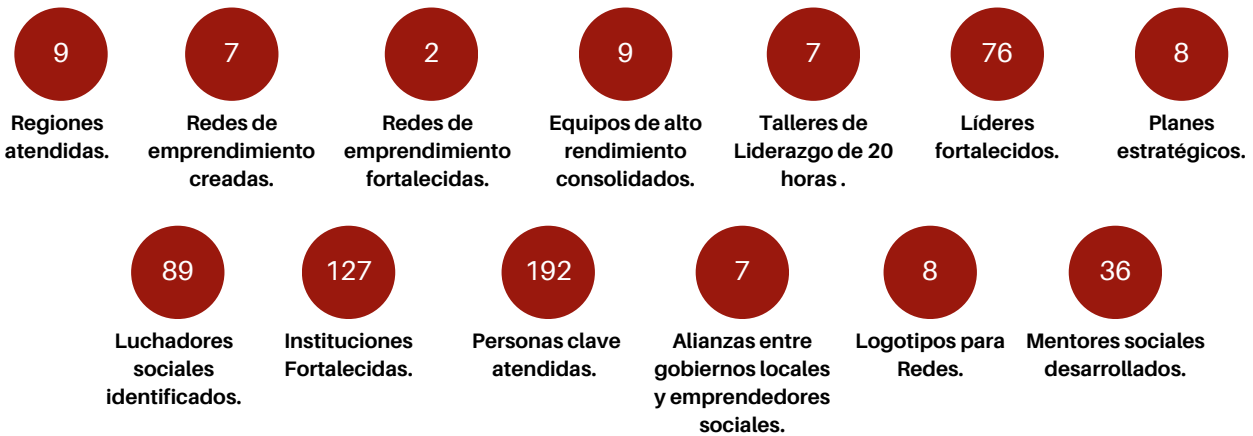 9
Regiones
atendidas.
7
Redes de
emprendimiento
creadas.
2
Redes de
emprendimiento
fortalecidas.
9
Equipos de alto
rendimiento
consolidados.
7
Talleres de
Liderazgo de 20
horas .
76
Líderes
fortalecidos.
8
Planes
estratégicos.
89
Luchadores
sociales
identificados.
127
Instituciones
Fortalecidas.
192
Personas clave
atendidas.
7
Alianzas entre
gobiernos locales
y emprendedores
sociales.
8
Logotipos para
Redes.
36
Mentores sociales
desarrollados.